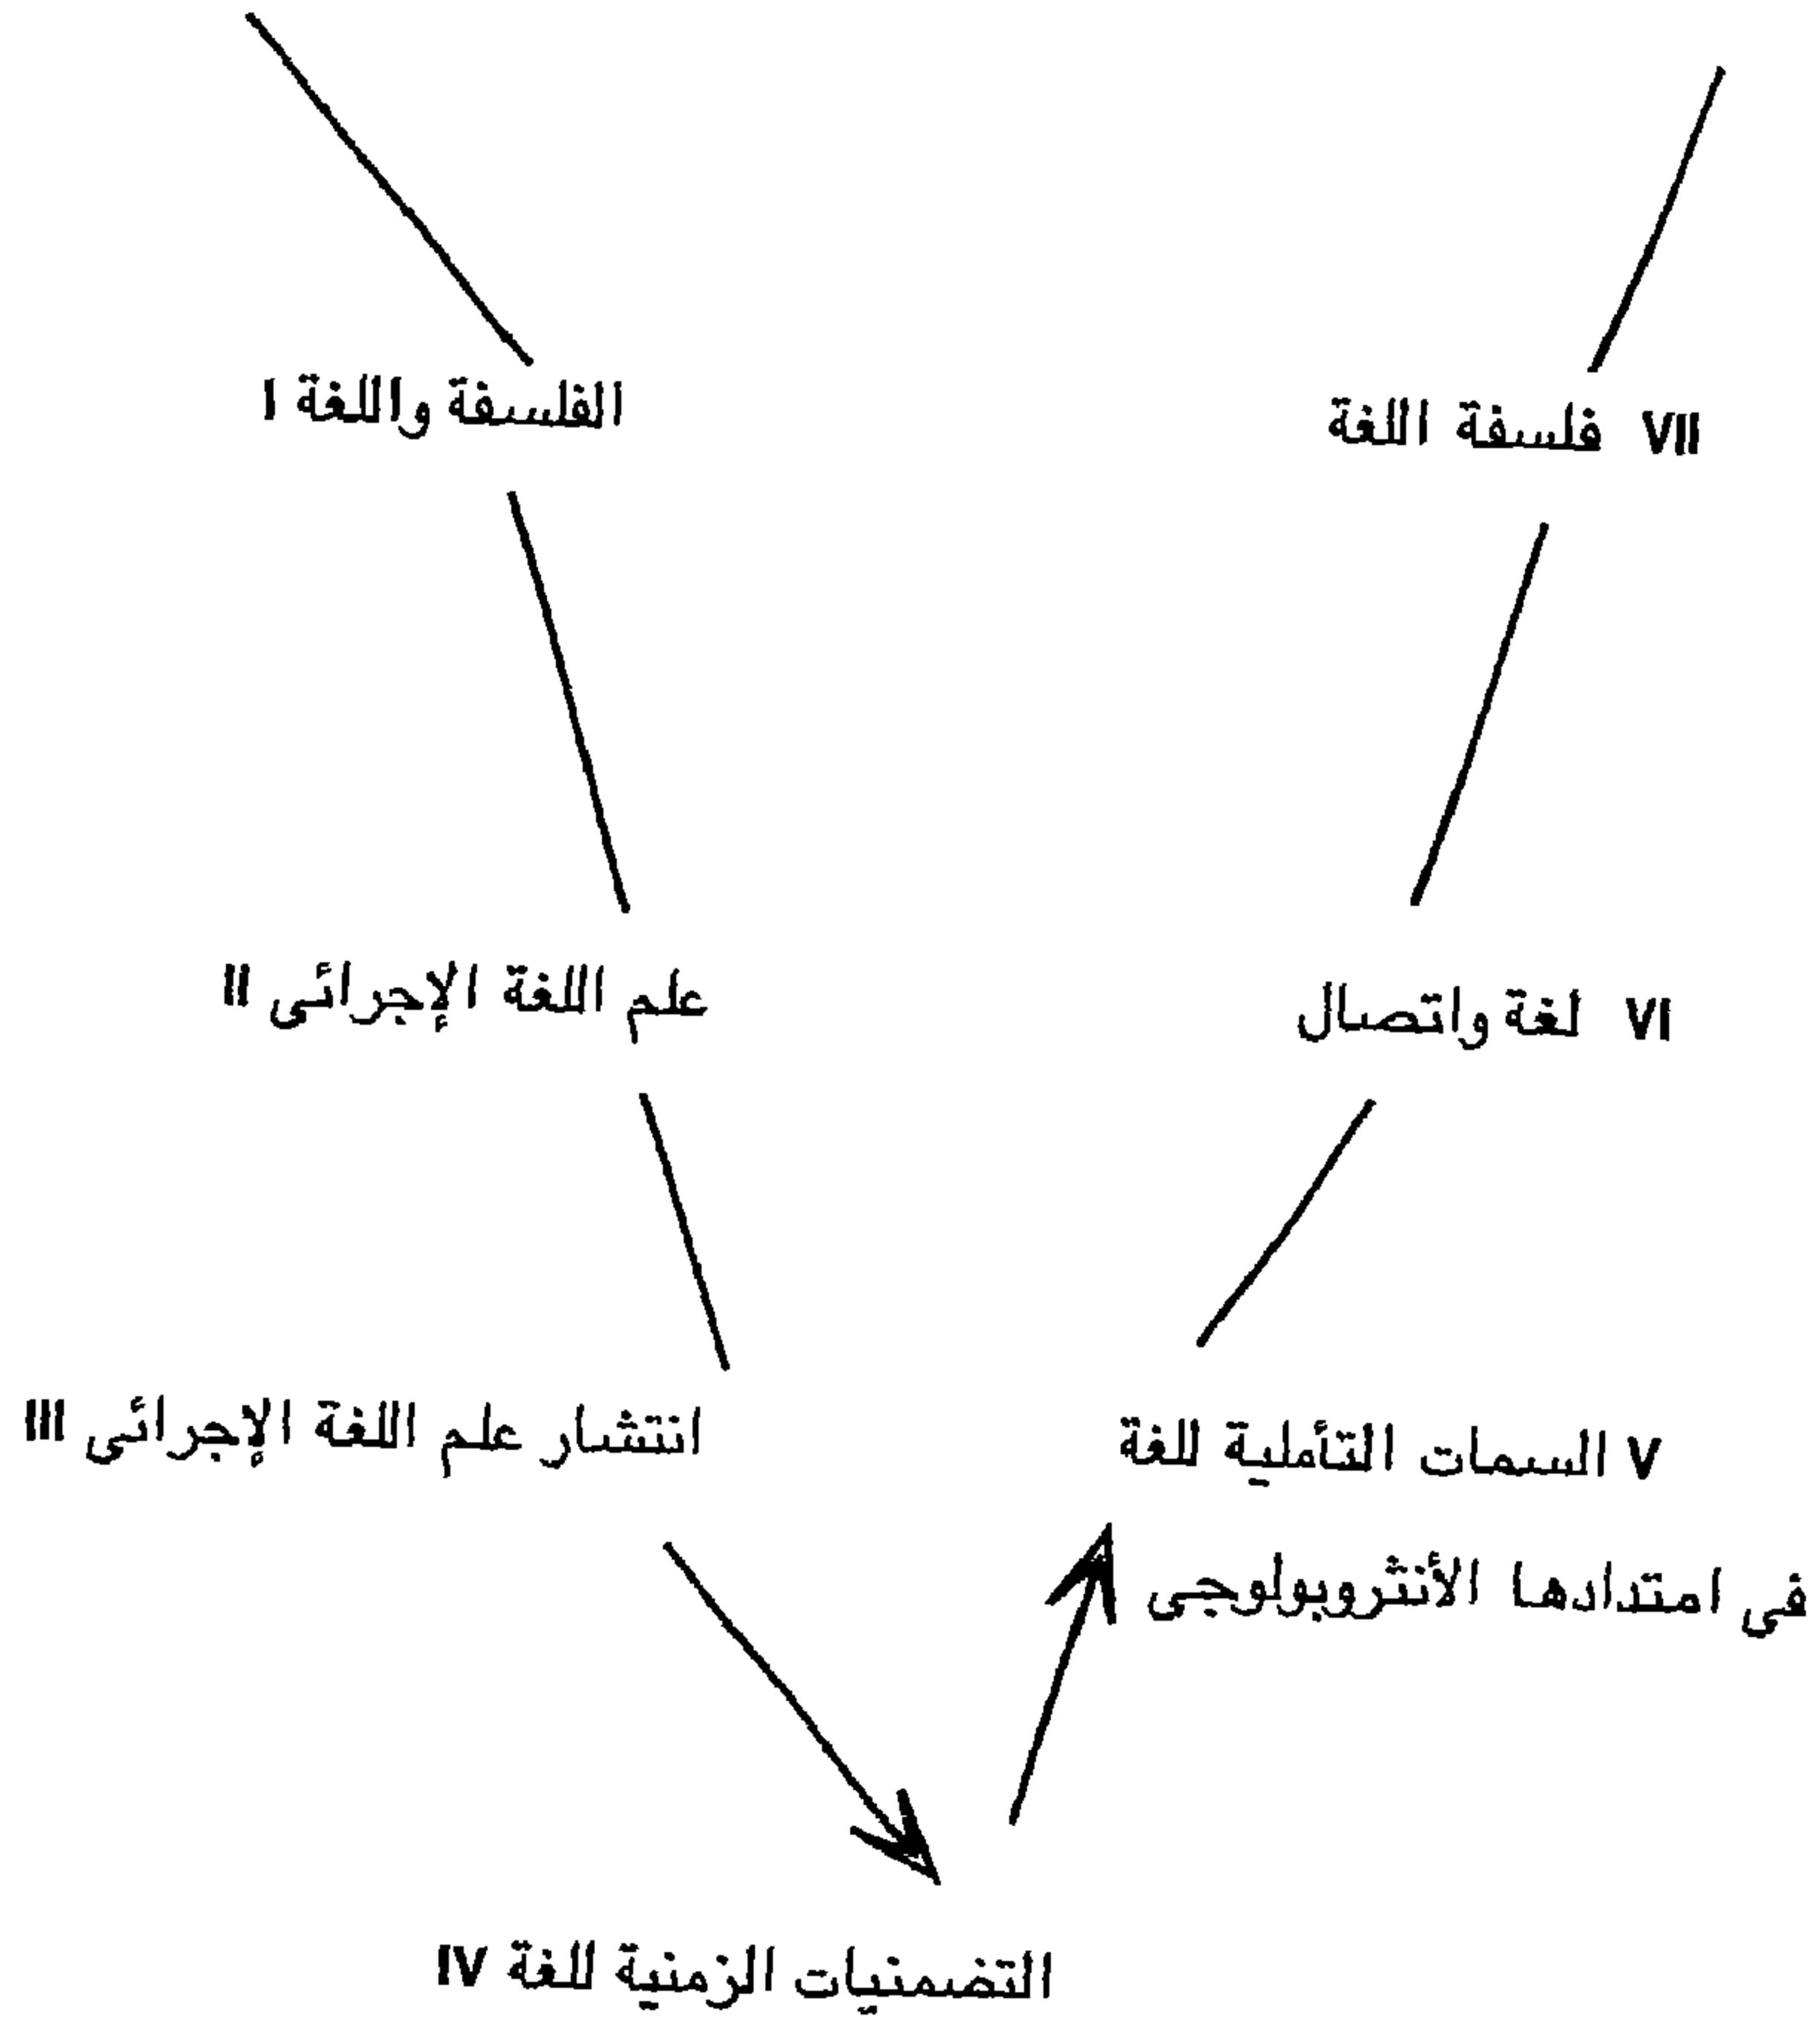 الفلسفة واللغة I
علم اللغة الإجرائى II
انتشار علم اللغة الإجرائى III
التضمنيات الزمنية للغة IV
V السمات التأملية للغة
فى امتدادها الأنثروبولوجى
VI لغة واتصال
VII فلسفة اللغة